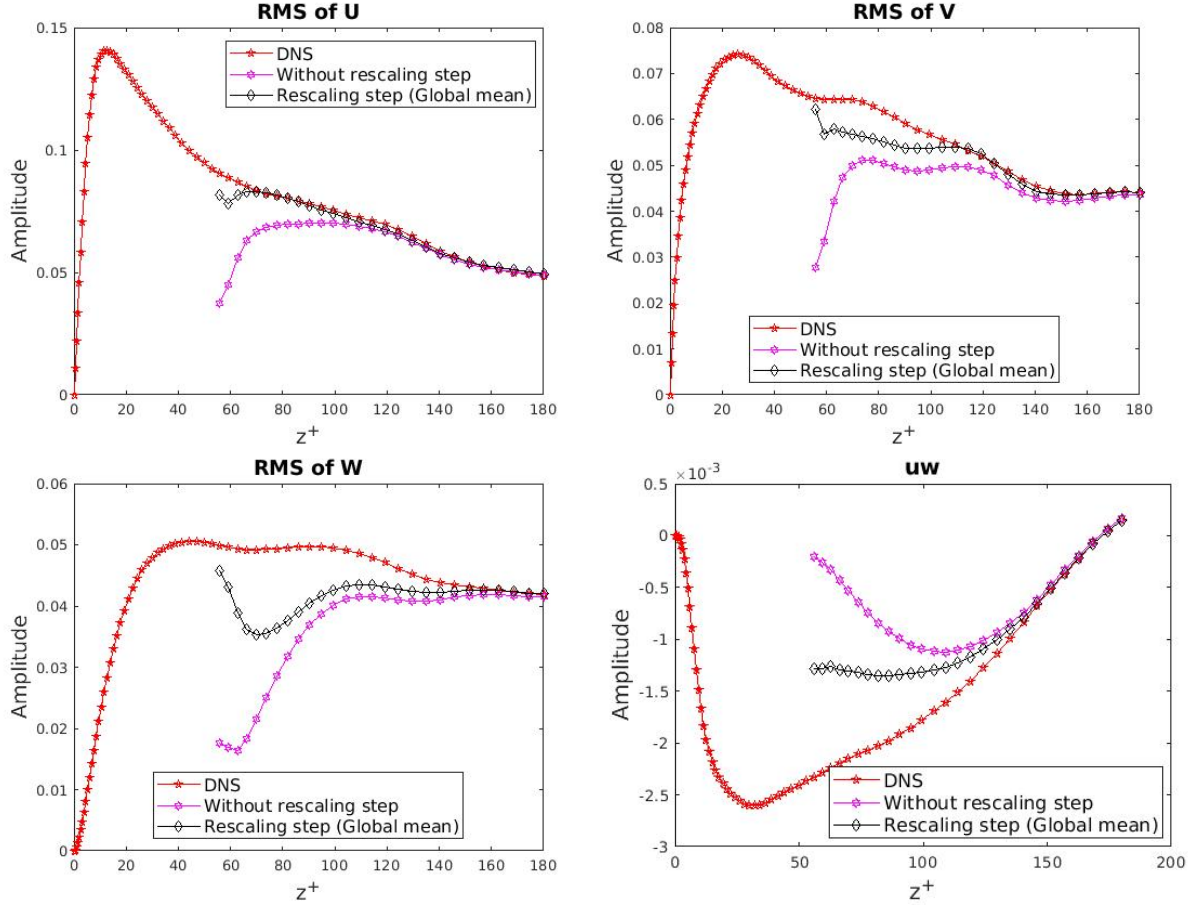 RMS of U
0.15
0.1
0.05
0
Amplitude
DNS
Without rescaling step
Rescaling step (Global mean)
0 20 40 60 80 100 120 140 160 180
z+
RMS of V
0.08
0.07
0.06
0.05
0.04
0.03
0.02
0.01
0
Amplitude
DNS
Without rescaling step
Rescaling step (Global mean)
0 20 40 60 80 100 120 140 160 180
z+
RMS of W
0.06
0.05
0.04
0.03
0.02
0.01
0
Amplitude
DNS
Without rescaling step
Rescaling step (Global mean)
0 20 40 60 80 100 120 140 160 180
z+
uw
×10-3
0.5
0
-0.5
-1
-1.5
-2
-2.5
-3
Amplitude
DNS
Without rescaling step
Rescaling step (Global mean)
0 50 100 150 200
z+